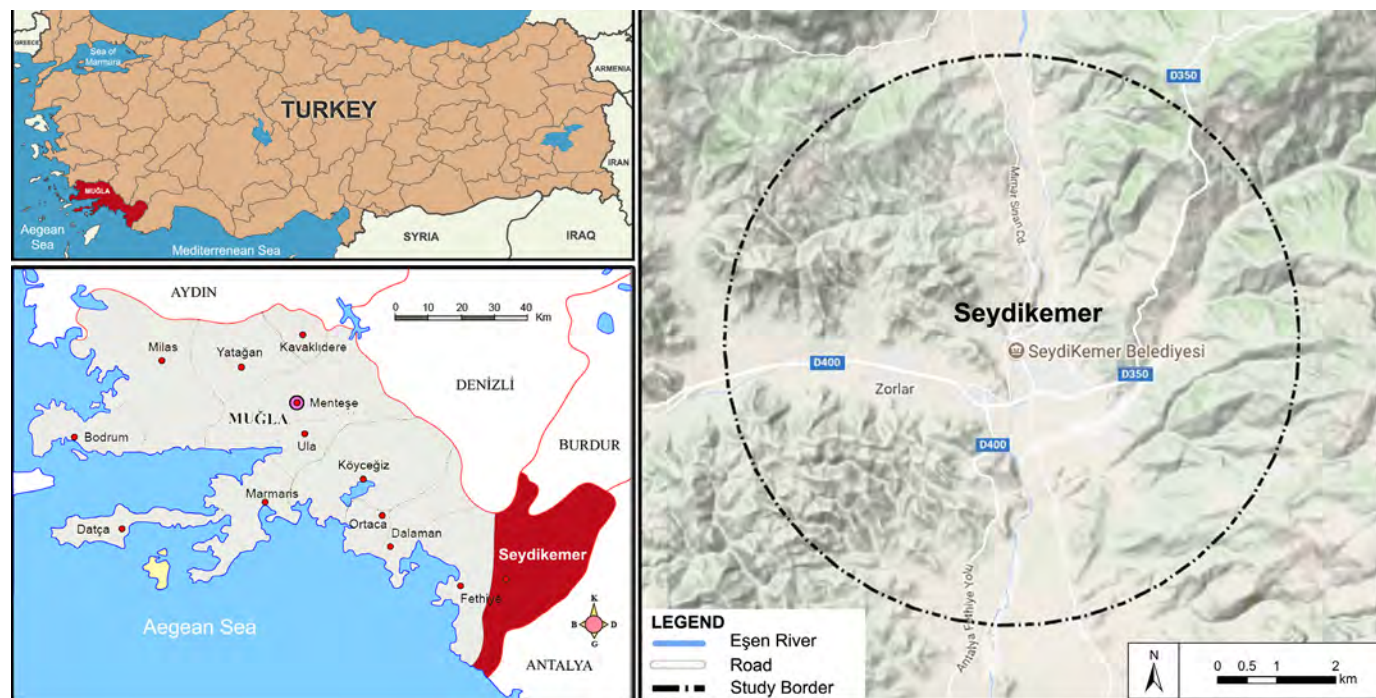 GREECE
Sea of
Marmara
TURKEY
ARMENIA
IRAN
MUĞLA
Aegean
Sea
Mediterranean Sea
SYRIA
IRAQ
AYDIN
0 10 20 30 40
Km
Milas
Yatağan
Kavaklıdere
DENİZLİ
Menteşe
MUĞLA
Ula
BURDUR
Bodrum
Köyceğiz
Marmaris
Datça
Ortaca
Dalaman
Seydikemer
Fethiye
Aegean Sea
K
B D
G
ANTALYA
D350
Mimar Sinan Cd.
Seydikemer
SeydiKemer Belediyesi
D400
D350
Zorlar
D400
Antalya Fethiye Yolu
LEGEND
Eşen River
Road
Study Border
N
0 0.5 1 2
km